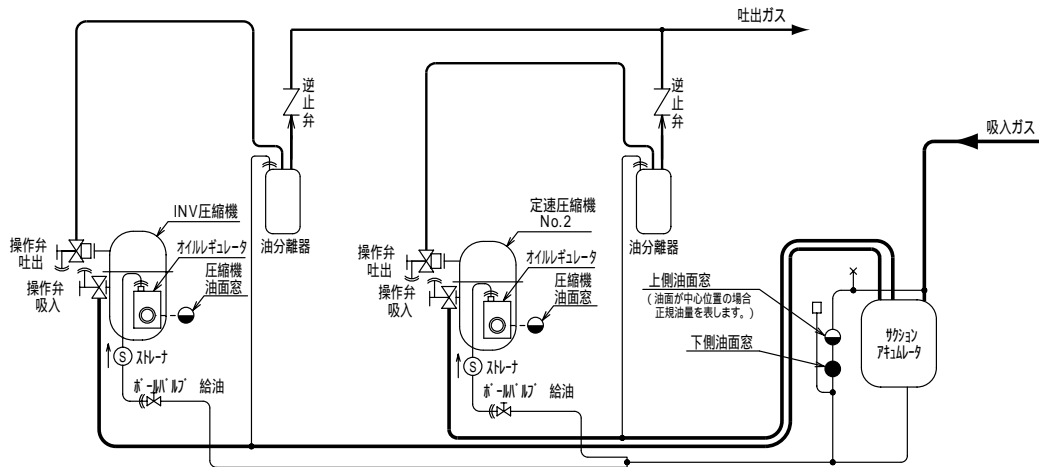 吐出ガス
逆止弁
逆止弁
吸入ガス
INV圧縮機
定速圧縮機
No.2
操作弁
吐出
オイルレギュレータ
圧縮機
油面窓
油分離器
操作弁
吸入
操作弁
吐出
オイルレギュレータ
圧縮機
油面窓
油分離器
操作弁
吸入
上側油面窓
(油面が中心位置の場合
正規油量を表します。)
下側油面窓
サクション
アキュムレータ
S ストレーナ
S ストレーナ
ボールバルブ 給油
ボールバルブ 給油